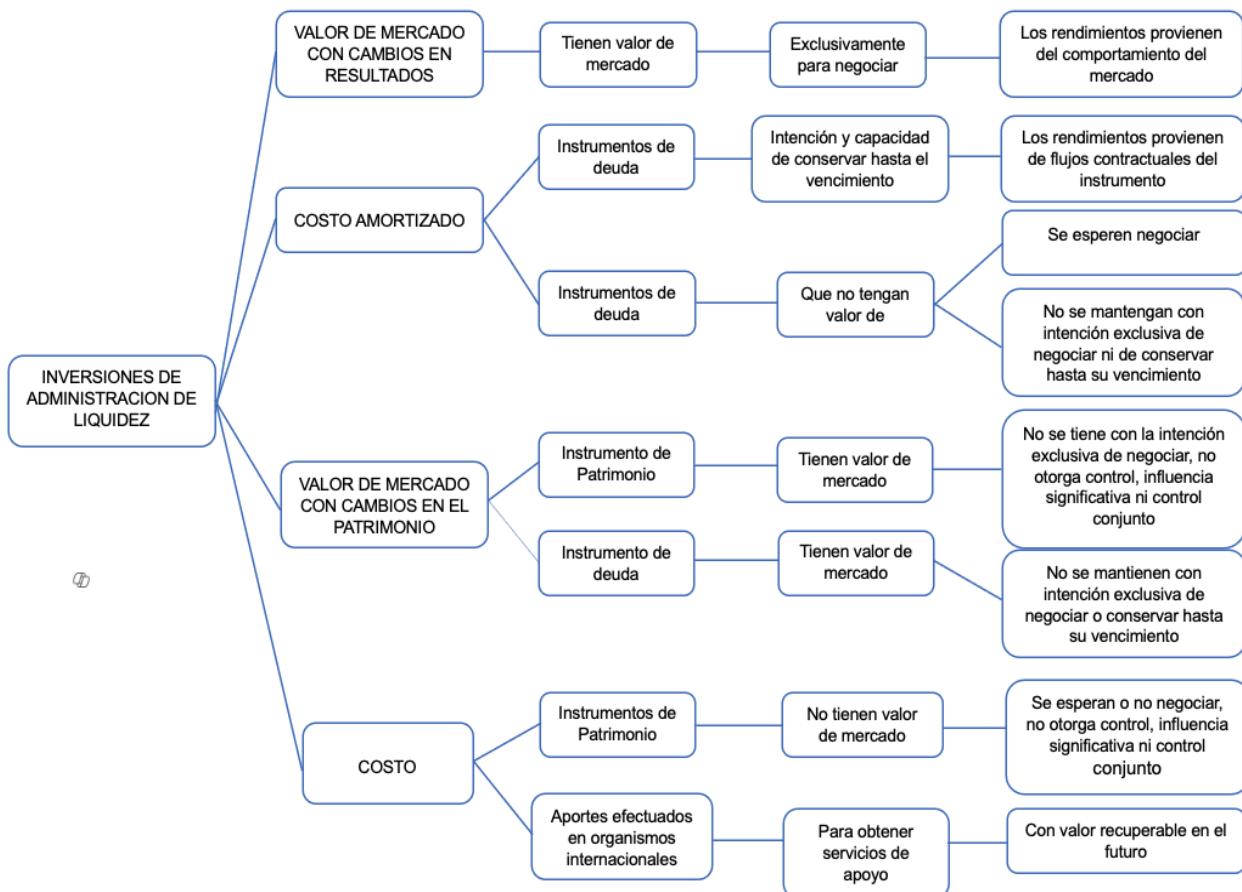 VALOR DE MERCADO
CON CAMBIOS EN
RESULTADOS
Tienen valor de
mercado
Exclusivamente
para negociar
Los rendimientos provienen
del comportamiento del
mercado
COSTO AMORTIZADO
Instrumentos de
deuda
Intención y capacidad
de conservar hasta el
vencimiento
Los rendimientos provienen
de flujos contractuales del
instrumento
Instrumentos de
deuda
Que no tengan
valor de
Se esperen negociar
No se mantengan con
intención exclusiva de
negociar ni de conservar
hasta su vencimiento
INVERSIONES DE
ADMINISTRACION DE
LIQUIDEZ
VALOR DE MERCADO
CON CAMBIOS EN EL
PATRIMONIO
Instrumento de
Patrimonio
Tienen valor de
mercado
No se tiene con la intención
exclusiva de negociar, no
otorga control, influencia
significativa ni control
conjunto
Instrumento de
deuda
Tienen valor de
mercado
No se mantienen con
intención exclusiva de
negociar o conservar hasta
su vencimiento
COSTO
Instrumentos de
Patrimonio
No tienen valor
de mercado
Se esperan o no negociar,
no otorga control, influencia
significativa ni control
conjunto
Aportes efectuados
en organismos
internacionales
Para obtener
servicios de
apoyo
Con valor recuperable en el
futuro